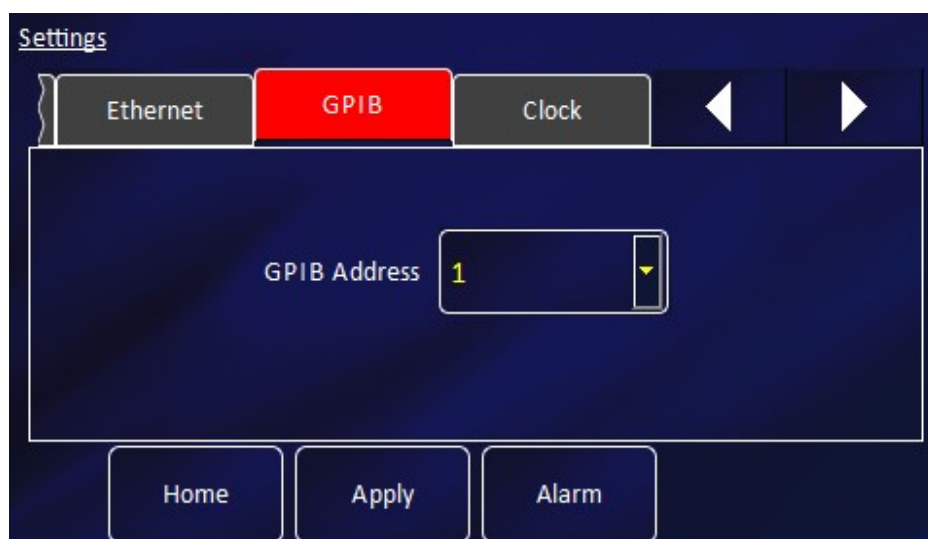 Settings
Ethernet GPIB Clock
GPIB Address 1
Home Apply Alarm